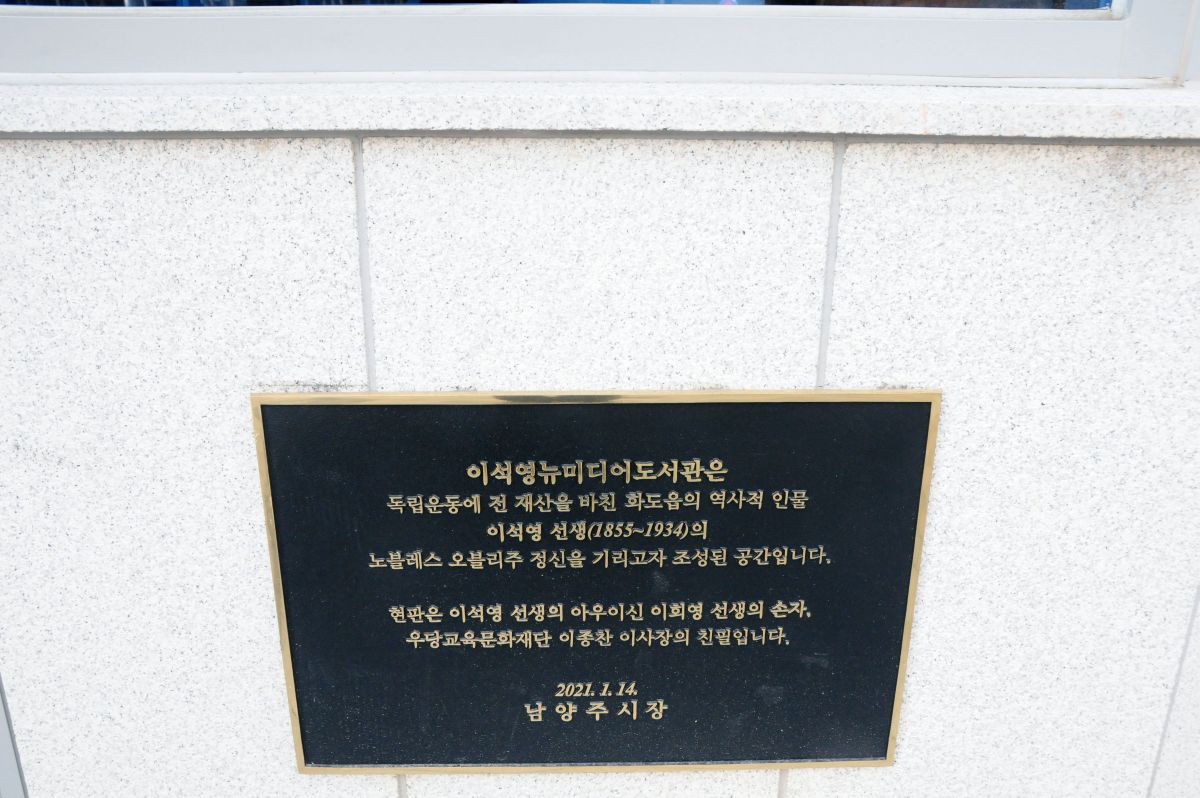 이석영뉴미디어도서관은
독립운동에 전 재산을 바친 화도읍의 역사적 인물
이석영 선생(1855~1934)의
노블레스 오블리주 정신을 기리고자 조성된 공간입니다.
현판은 이석영 선생의 아우이신 이회영 선생의 손자,
우당교육문화재단 이종찬 이사장의 친필입니다.
2021. 1. 14.
남양주시장